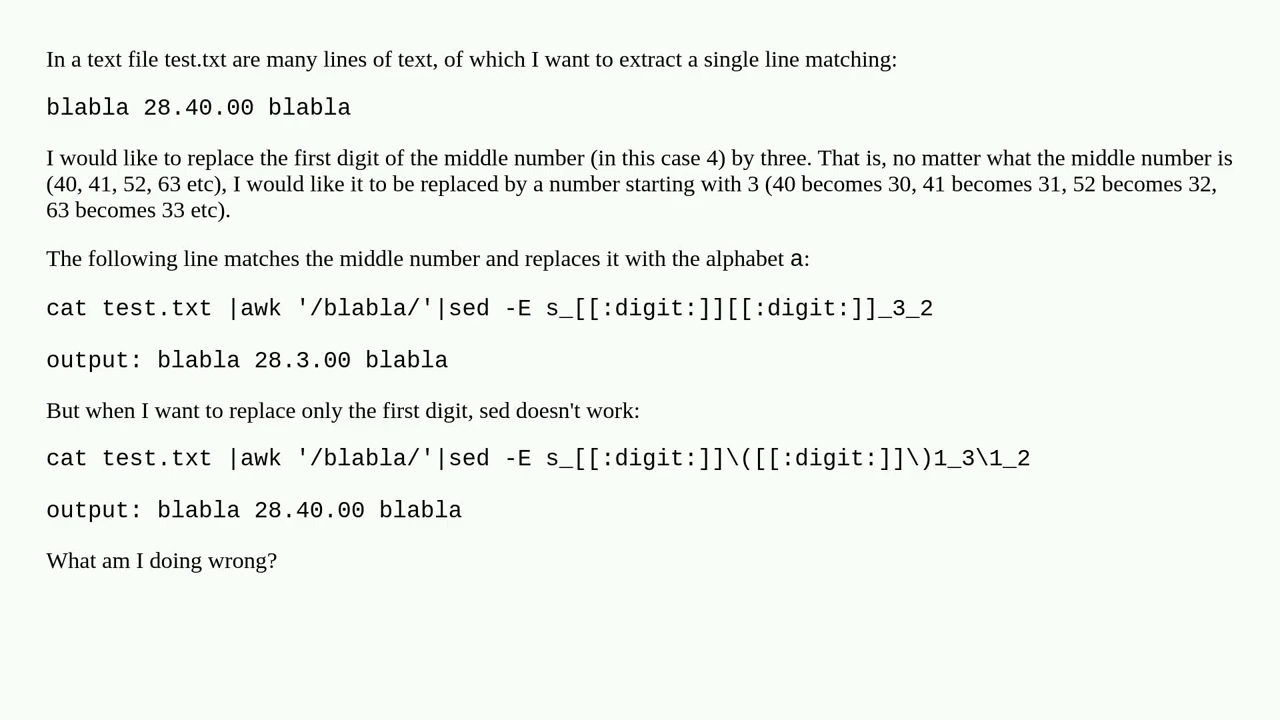 In a text file test.txt are many lines of text, of which I want to extract a single line matching:
blabla 28.40.00 blabla
I would like to replace the first digit of the middle number (in this case 4) by three. That is, no matter what the middle number is
(40, 41, 52, 63 etc), I would like it to be replaced by a number starting with 3 (40 becomes 30, 41 becomes 31, 52 becomes 32,
63 becomes 33 etc).
The following line matches the middle number and replaces it with the alphabet a:
cat test.txt |awk '/blabla/'|sed -E s_[[:digit:]][[:digit:]]_3_2
output: blabla 28.3.00 blabla
But when I want to replace only the first digit, sed doesn't work:
cat test.txt |awk '/blabla/'|sed -E s_[[:digit:]]\([[:digit:]]\)1_3\1_2
output: blabla 28.40.00 blabla
What am I doing wrong?